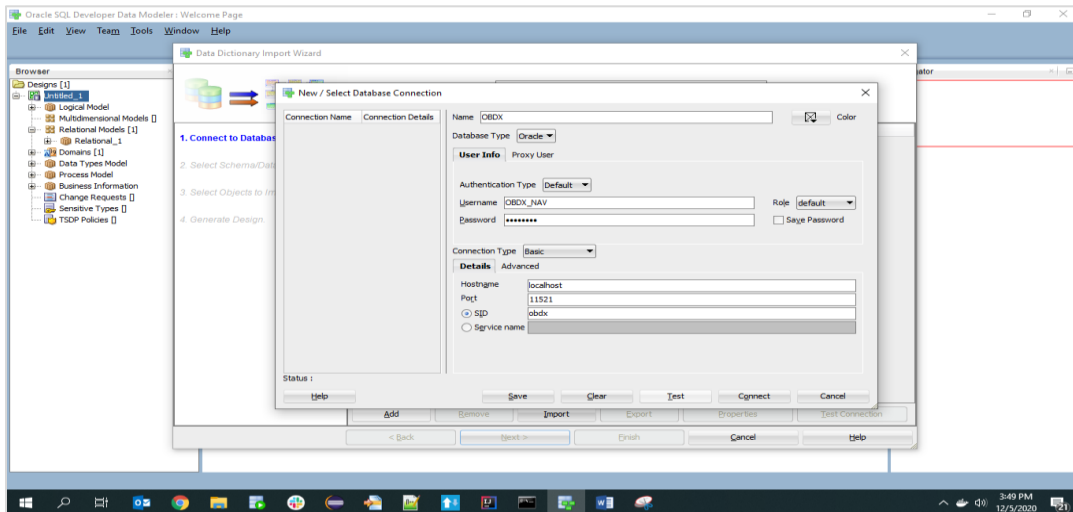 Oracle SQL Developer Data Modeler : Welcome Page
File Edit View Team Tools Window Help
Data Dictionary Import Wizard
Browser
Designs [1]
Untitled_1
Logical Model
Multidimensional Models []
Relational Models [1]
Relational_1
Domains [1]
Data Types Model
Process Model
Business Information
Change Requests []
Sensitive Types []
TSDP Policies []
1. Connect to Databas
2. Select Schema/Dat
3. Select Objects to Im
4. Generate Design
New / Select Database Connection
Connection Name Connection Details
Name OBDX Color
Database Type Oracle
User Info Proxy User
Authentication Type Default
Username OBDX_NAV Role default
Password •••••••• Save Password
Connection Type Basic
Details Advanced
Hostname localhost
Port 11521
SID obdx
Service name
Status :
Help Save Clear Test Connect Cancel
Add Remove Import Export Properties Test Connection
< Back Next > Finish Cancel Help
ator
3:49 PM
12/5/2020